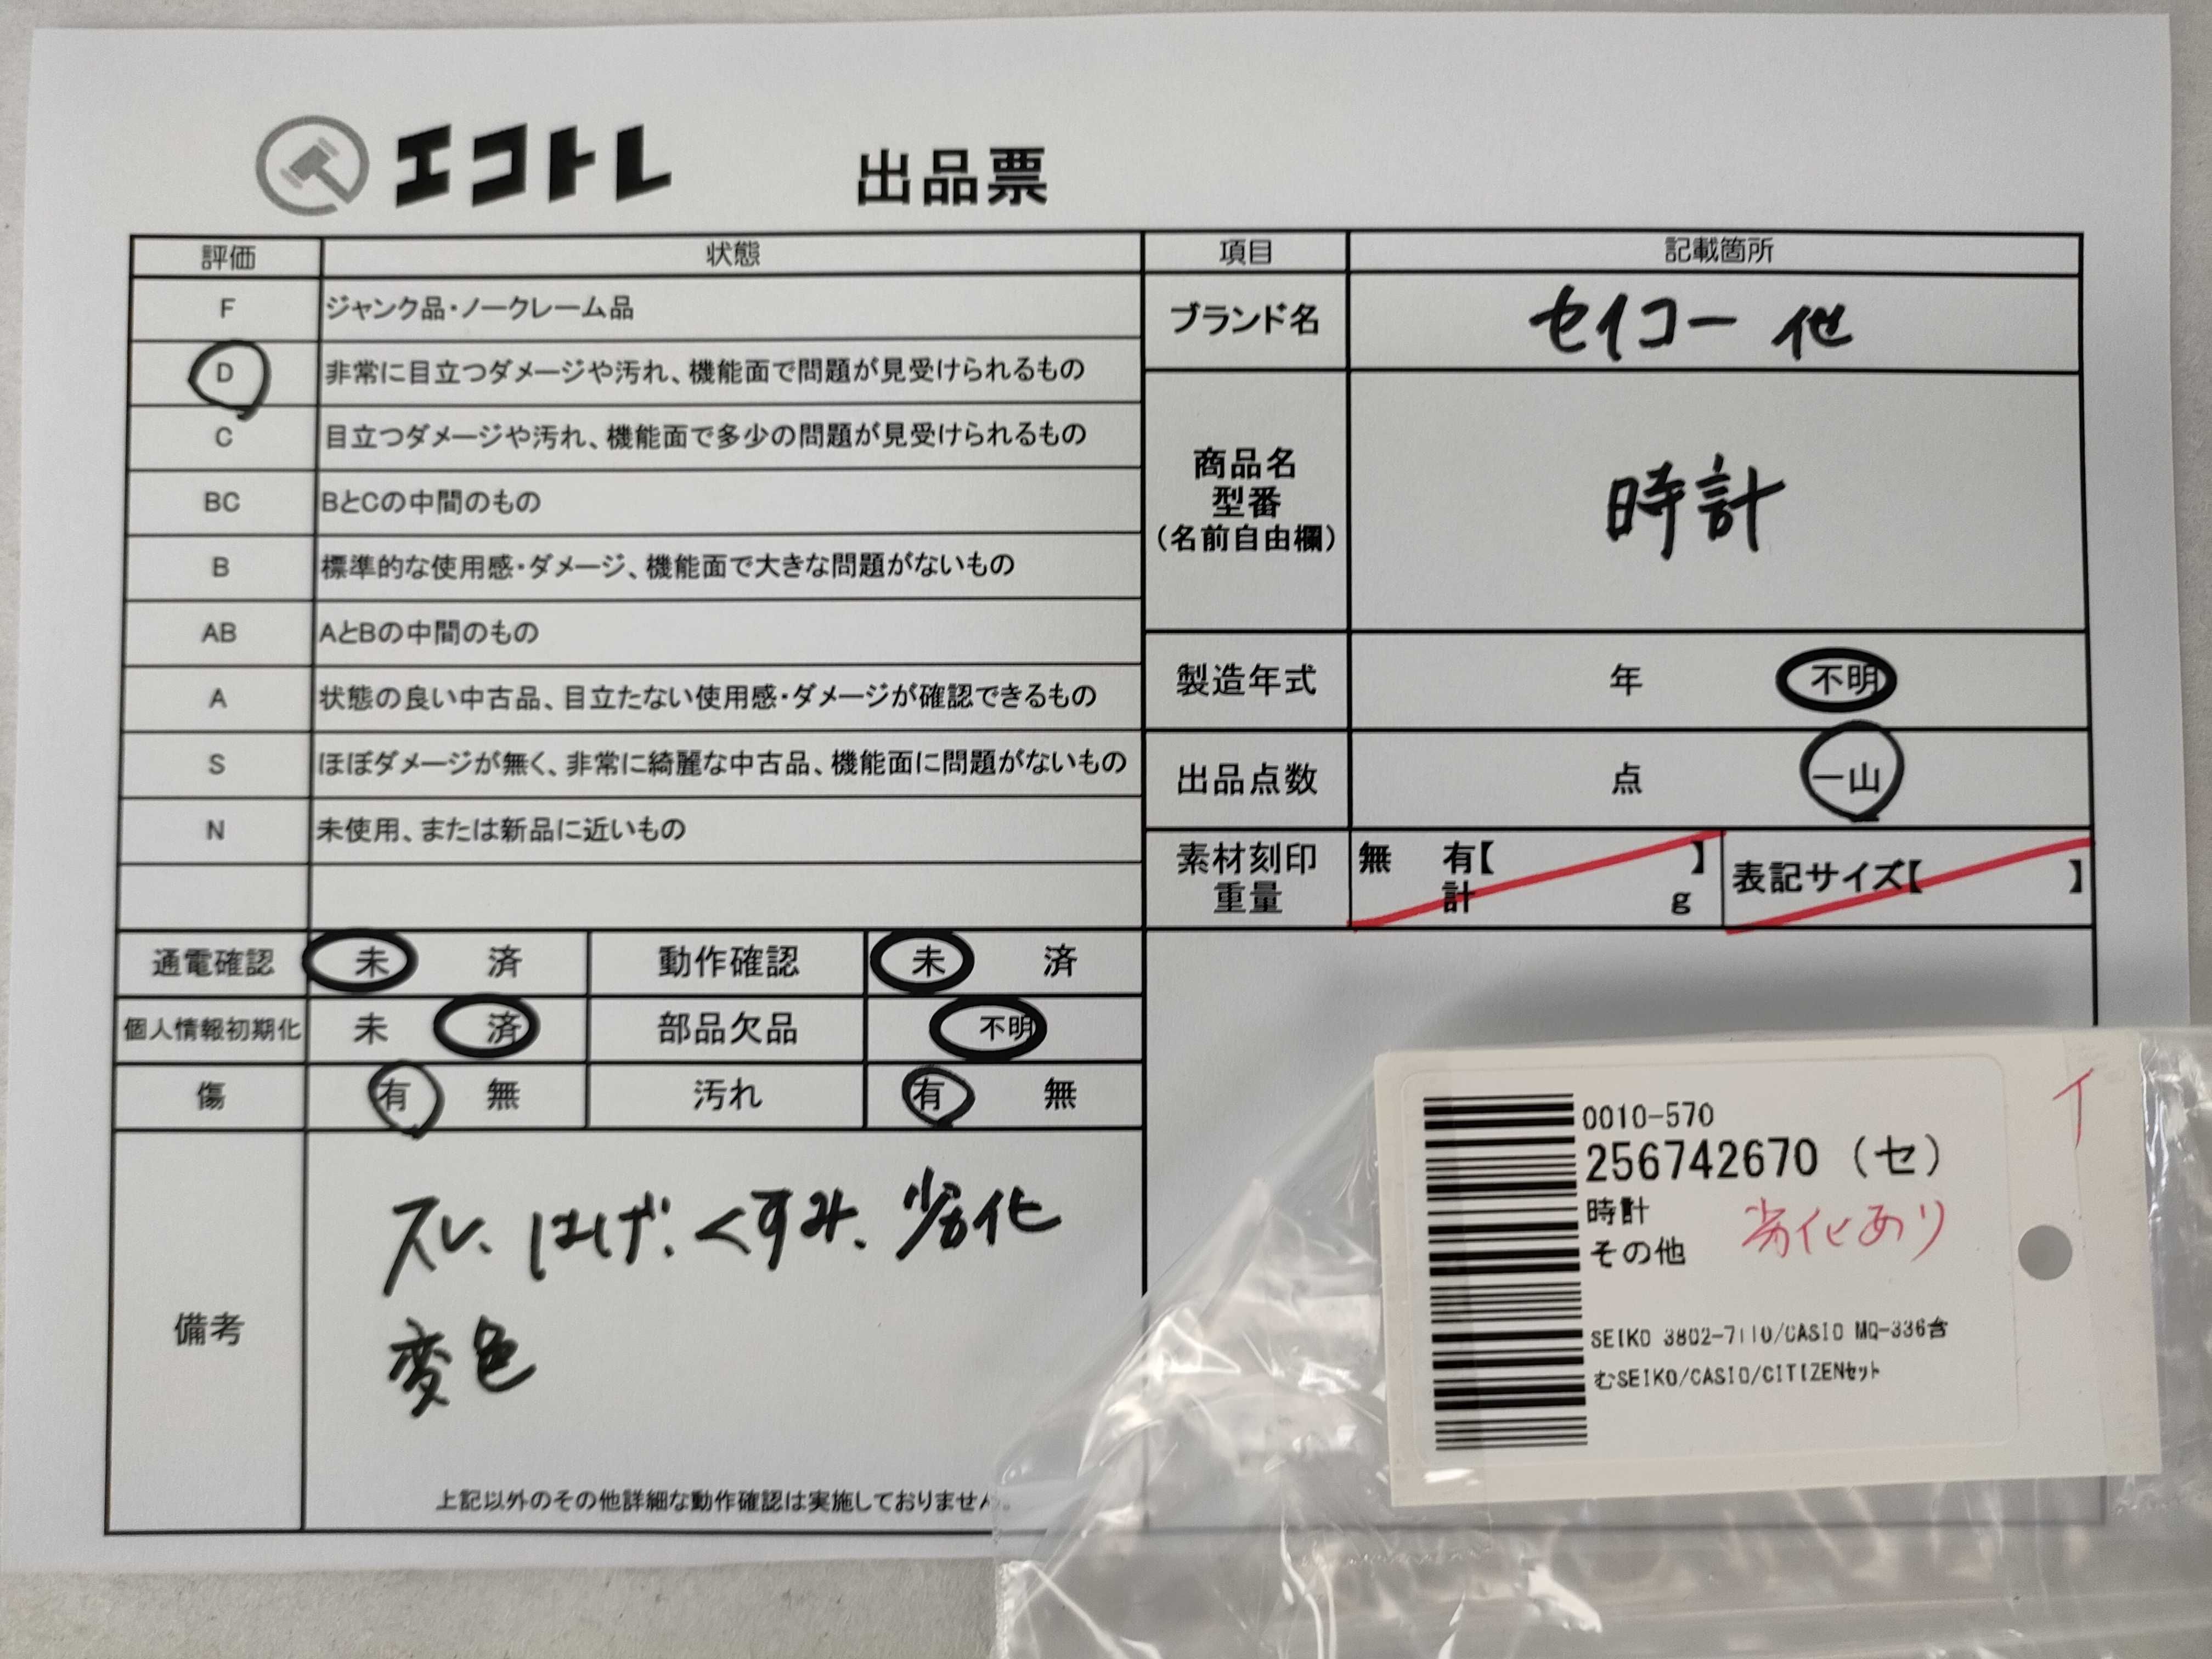 エコトレ 出品票
評価 状態
F ジャンク品・ノークレーム品
D 非常に目立つダメージや汚れ、機能面で問題が見受けられるもの
C 目立つダメージや汚れ、機能面で多少の問題が見受けられるもの
BC BとCの中間のもの
B 標準的な使用感・ダメージ、機能面で大きな問題がないもの
AB AとBの中間のもの
A 状態の良い中古品、目立たない使用感・ダメージが確認できるもの
S ほぼダメージが無く、非常に綺麗な中古品、機能面に問題がないもの
N 未使用、または新品に近いもの
通電確認 未 済 動作確認 未 済
個人情報初期化 未 済 部品欠品 不明
傷 有 無 汚れ 有 無
備考
スレ、はげ、くすみ、劣化
変色
上記以外のその他詳細な動作確認は実施しておりません。
項目 記載箇所
ブランド名 セイコー 他
商品名
型番
(名前自由欄)
時計
製造年式 年 不明
出品点数 点 一山
素材刻印
重量
無 有【 】
計 g
表記サイズ【 】
0010-570
256742670 (セ)
時計
その他 劣化あり
SEIKO 3802-7110/CASIO MQ-336含
むSEIKO/CASIO/CITIZENセット
イ